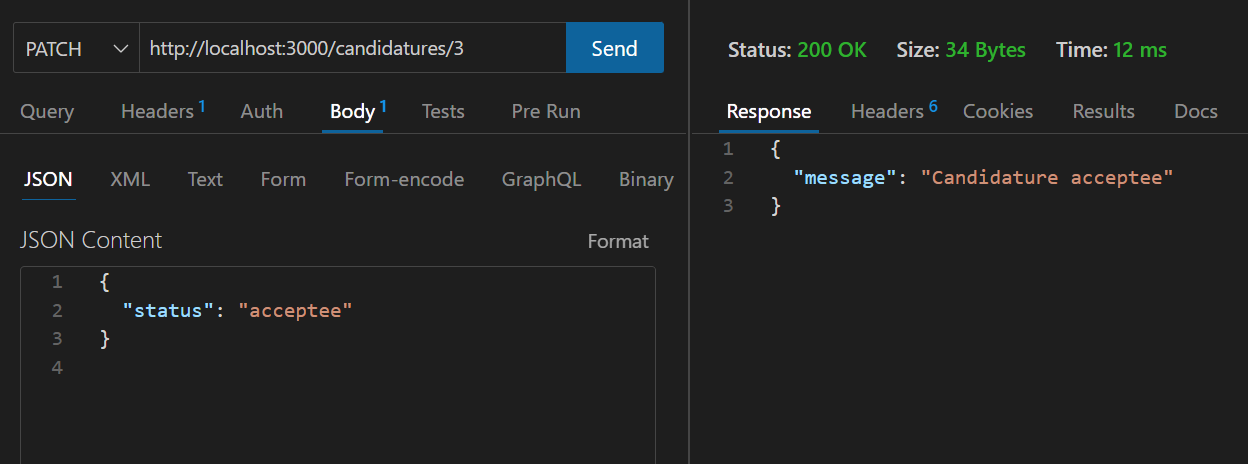 PATCH http://localhost:3000/candidatures/3 Send
Query Headers 1 Auth Body 1 Tests Pre Run
JSON XML Text Form Form-encode GraphQL Binary
JSON Content Format
1 {
2 "status": "acceptee"
3 }
4
Status: 200 OK Size: 34 Bytes Time: 12 ms
Response Headers 6 Cookies Results Docs
1 {
2 "message": "Candidature acceptee"
3 }